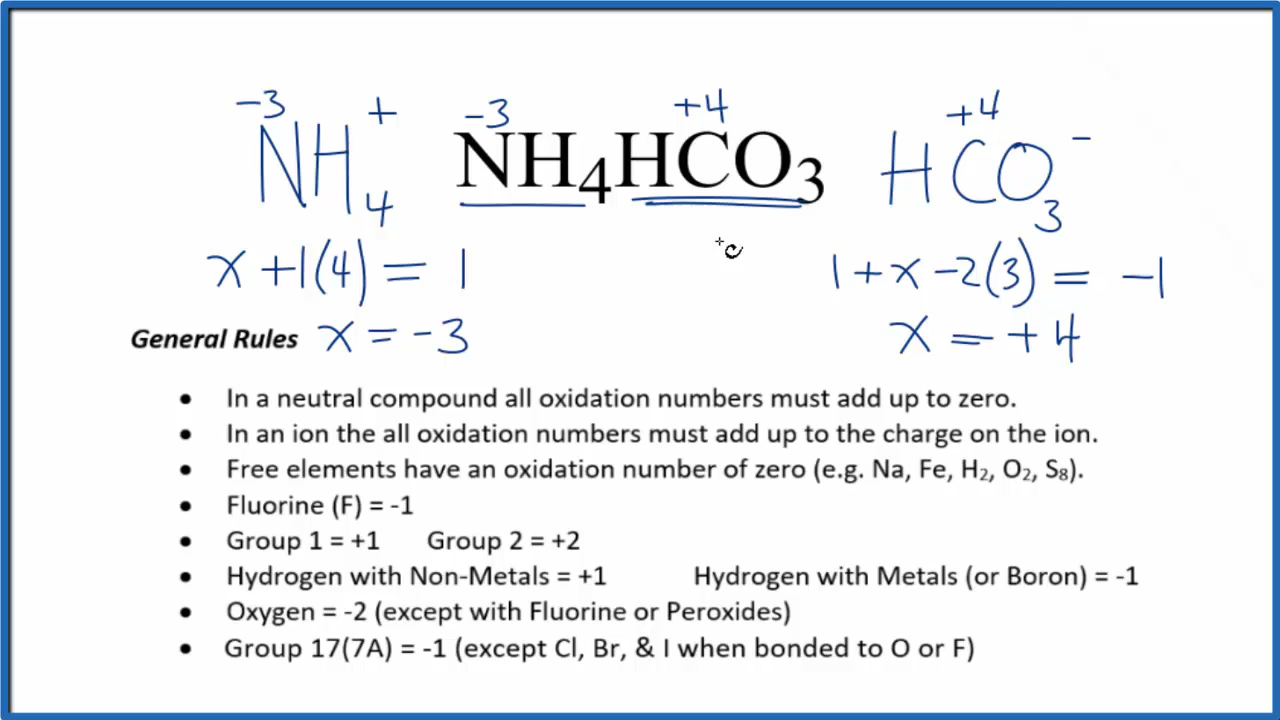 -3 + -3 +4 +4 -
NH4 NH4HCO3 HCO3
x + 1(4) = 1 1 + x - 2(3) = -1
General Rules x = -3 x = +4
• In a neutral compound all oxidation numbers must add up to zero.
• In an ion the all oxidation numbers must add up to the charge on the ion.
• Free elements have an oxidation number of zero (e.g. Na, Fe, H₂, O₂, S₈).
• Fluorine (F) = -1
• Group 1 = +1 Group 2 = +2
• Hydrogen with Non-Metals = +1 Hydrogen with Metals (or Boron) = -1
• Oxygen = -2 (except with Fluorine or Peroxides)
• Group 17(7A) = -1 (except Cl, Br, & I when bonded to O or F)